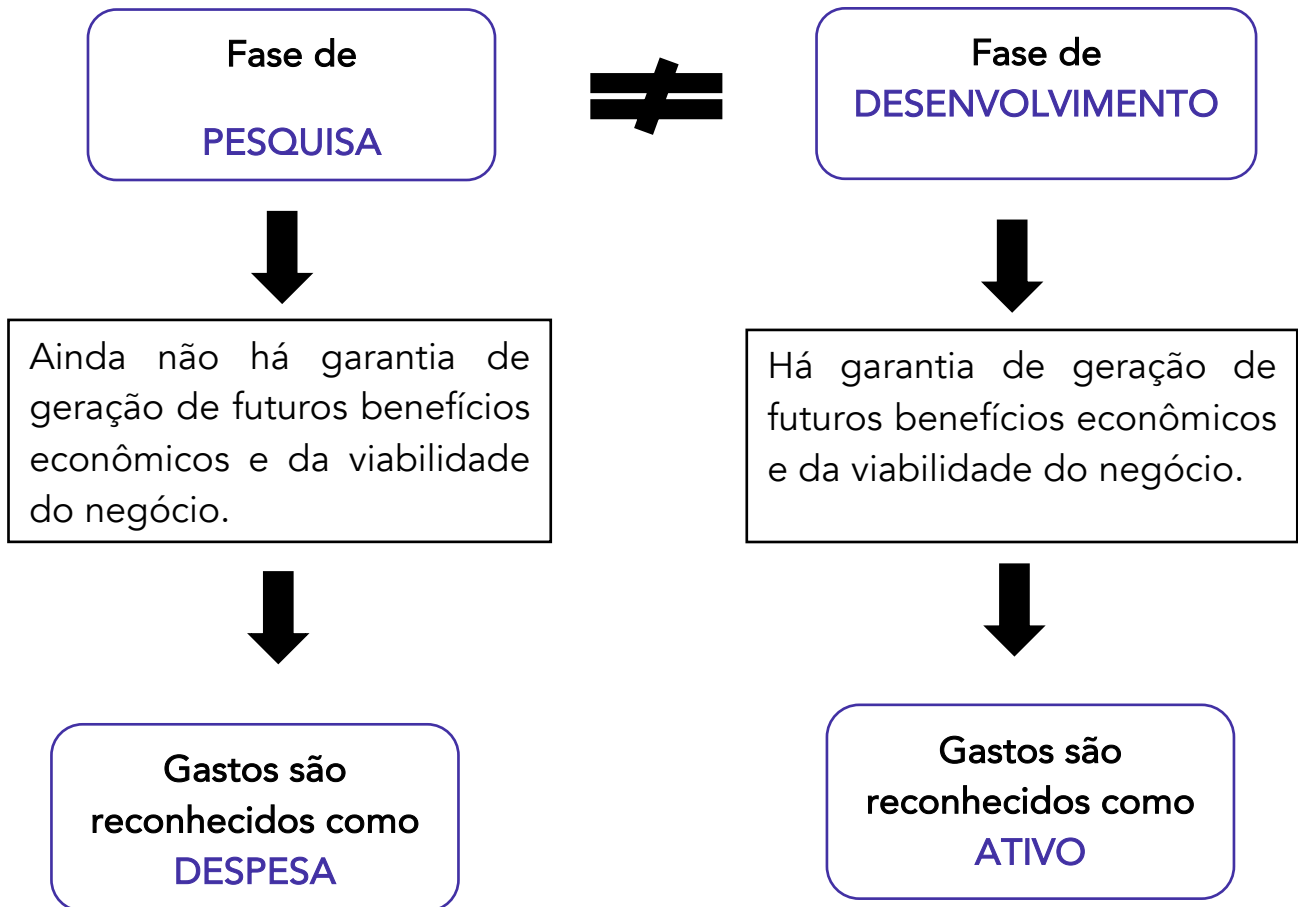 Fase de
PESQUISA
Fase de
DESENVOLVIMENTO
Ainda não há garantia de
geração de futuros benefícios
econômicos e da viabilidade
do negócio.
Há garantia de geração de
futuros benefícios econômicos
e da viabilidade do negócio.
Gastos são
reconhecidos como
DESPESA
Gastos são
reconhecidos como
ATIVO